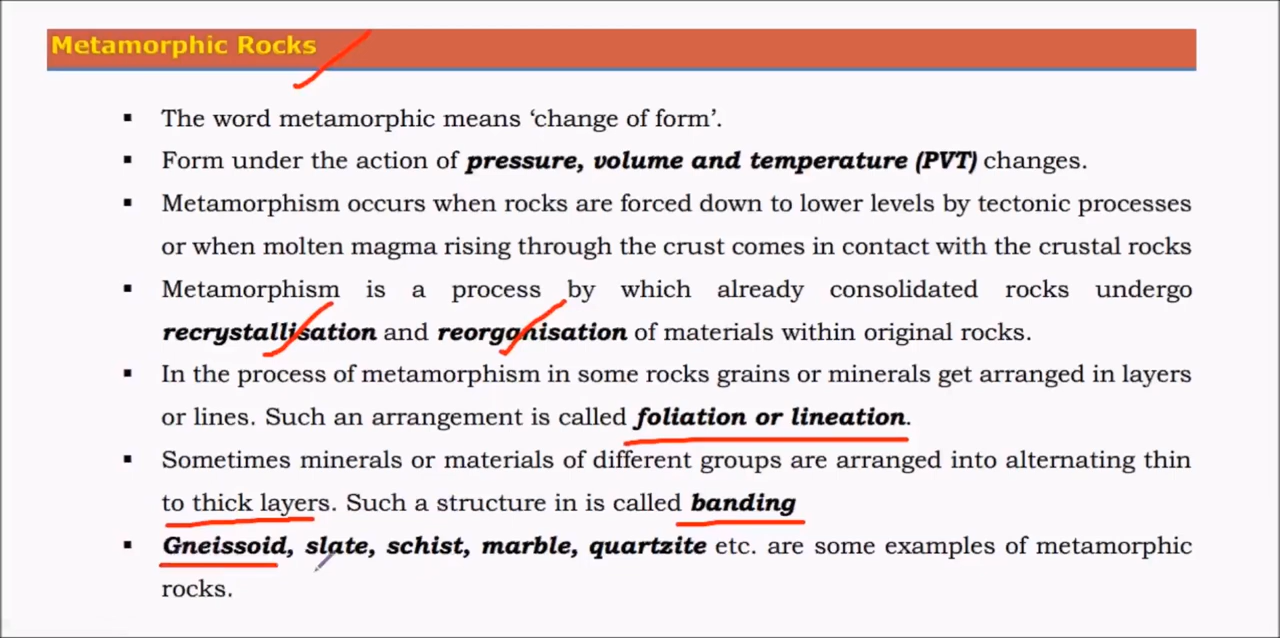 Metamorphic Rocks
▪ The word metamorphic means ‘change of form’.
▪ Form under the action of pressure, volume and temperature (PVT) changes.
▪ Metamorphism occurs when rocks are forced down to lower levels by tectonic processes
or when molten magma rising through the crust comes in contact with the crustal rocks
▪ Metamorphism is a process by which already consolidated rocks undergo
recrystallisation and reorganisation of materials within original rocks.
▪ In the process of metamorphism in some rocks grains or minerals get arranged in layers
or lines. Such an arrangement is called foliation or lineation.
▪ Sometimes minerals or materials of different groups are arranged into alternating thin
to thick layers. Such a structure in is called banding
▪ Gneissoid, slate, schist, marble, quartzite etc. are some examples of metamorphic
rocks.